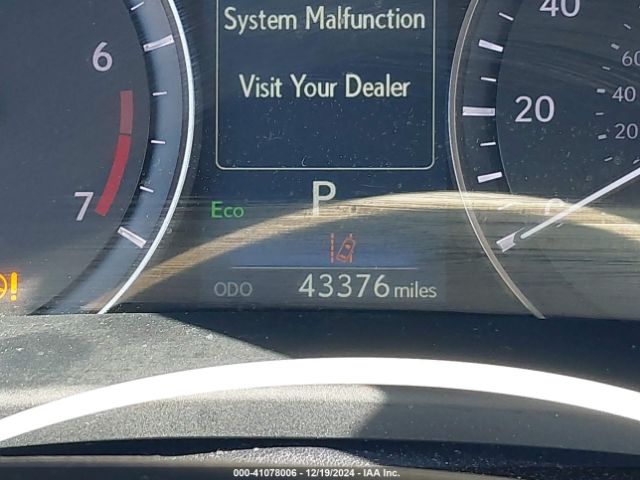 System Malfunction
Visit Your Dealer
40
60
6
40
20
20
7
P
Eco
ODO 43376 miles
000-41078006 - 12/19/2024 - IAA Inc.